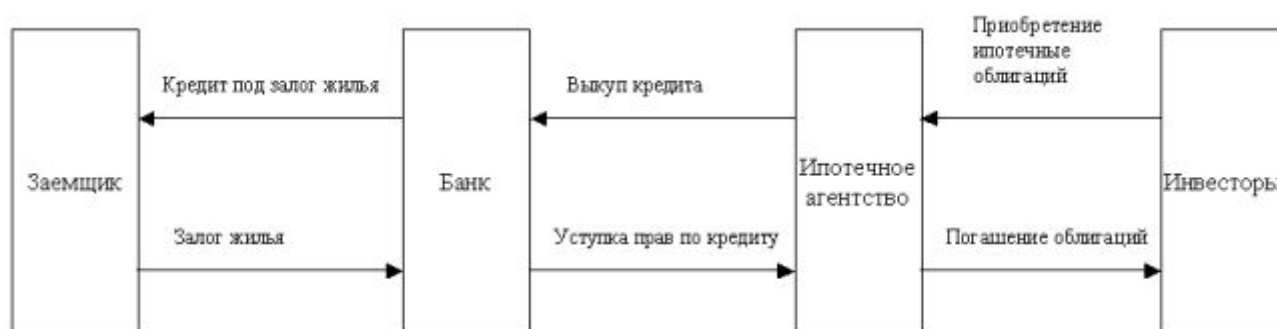 Приобретение
ипотечные
облигаций
Кредит под залог жилья
Выкуп кредита
Заемщик
Банк
Ипотечное
агентство
Инвесторы
Залог жилья
Уступка прав по кредиту
Погашение облигаций